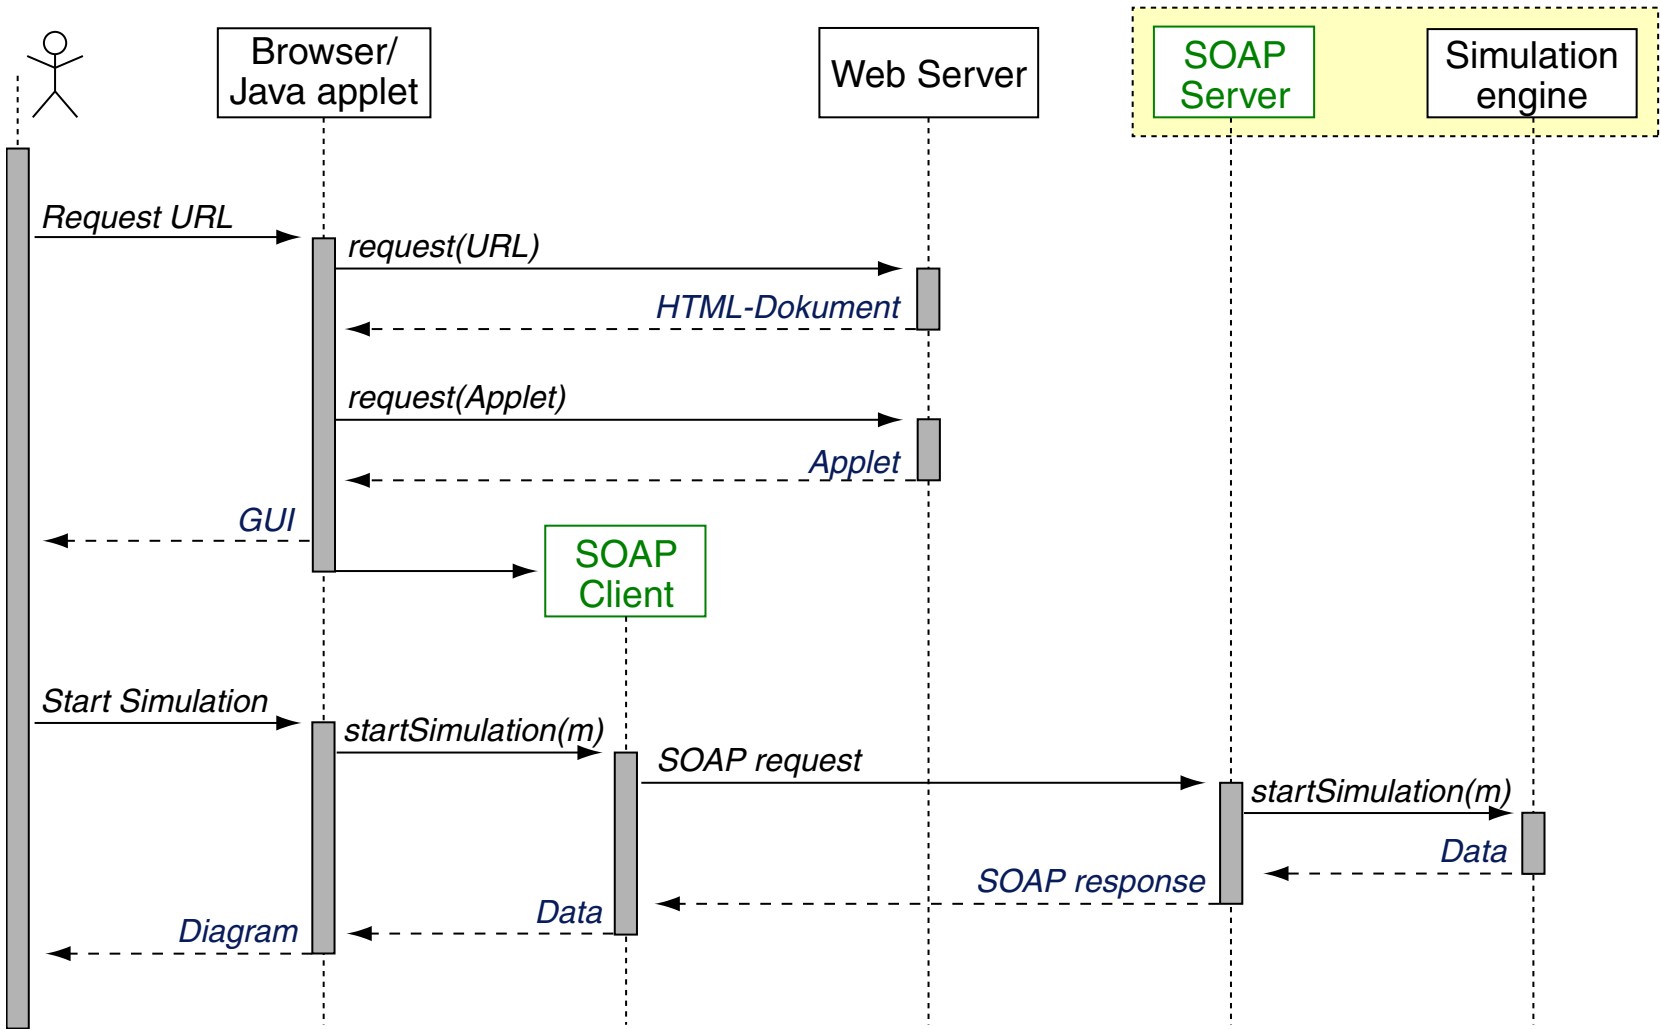 Browser/
Java applet
Web Server
SOAP
Server
Simulation
engine
Request URL
request(URL)
HTML-Dokument
request(Applet)
Applet
GUI
SOAP
Client
Start Simulation
startSimulation(m)
SOAP request
startSimulation(m)
Data
SOAP response
Data
Diagram